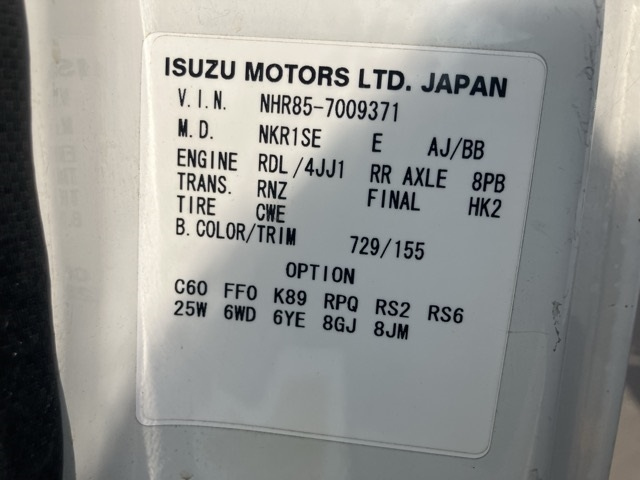 ISUZU MOTORS LTD. JAPAN
V.I.N. NHR85-7009371
M.D. NKR1SE E AJ/BB
ENGINE RDL/4JJ1 RR AXLE 8PB
TRANS. RNZ FINAL HK2
TIRE CWE
B.COLOR/TRIM 729/155
OPTION
C60 FF0 K89 RPQ RS2 RS6
25W 6WD 6YE 8GJ 8JM